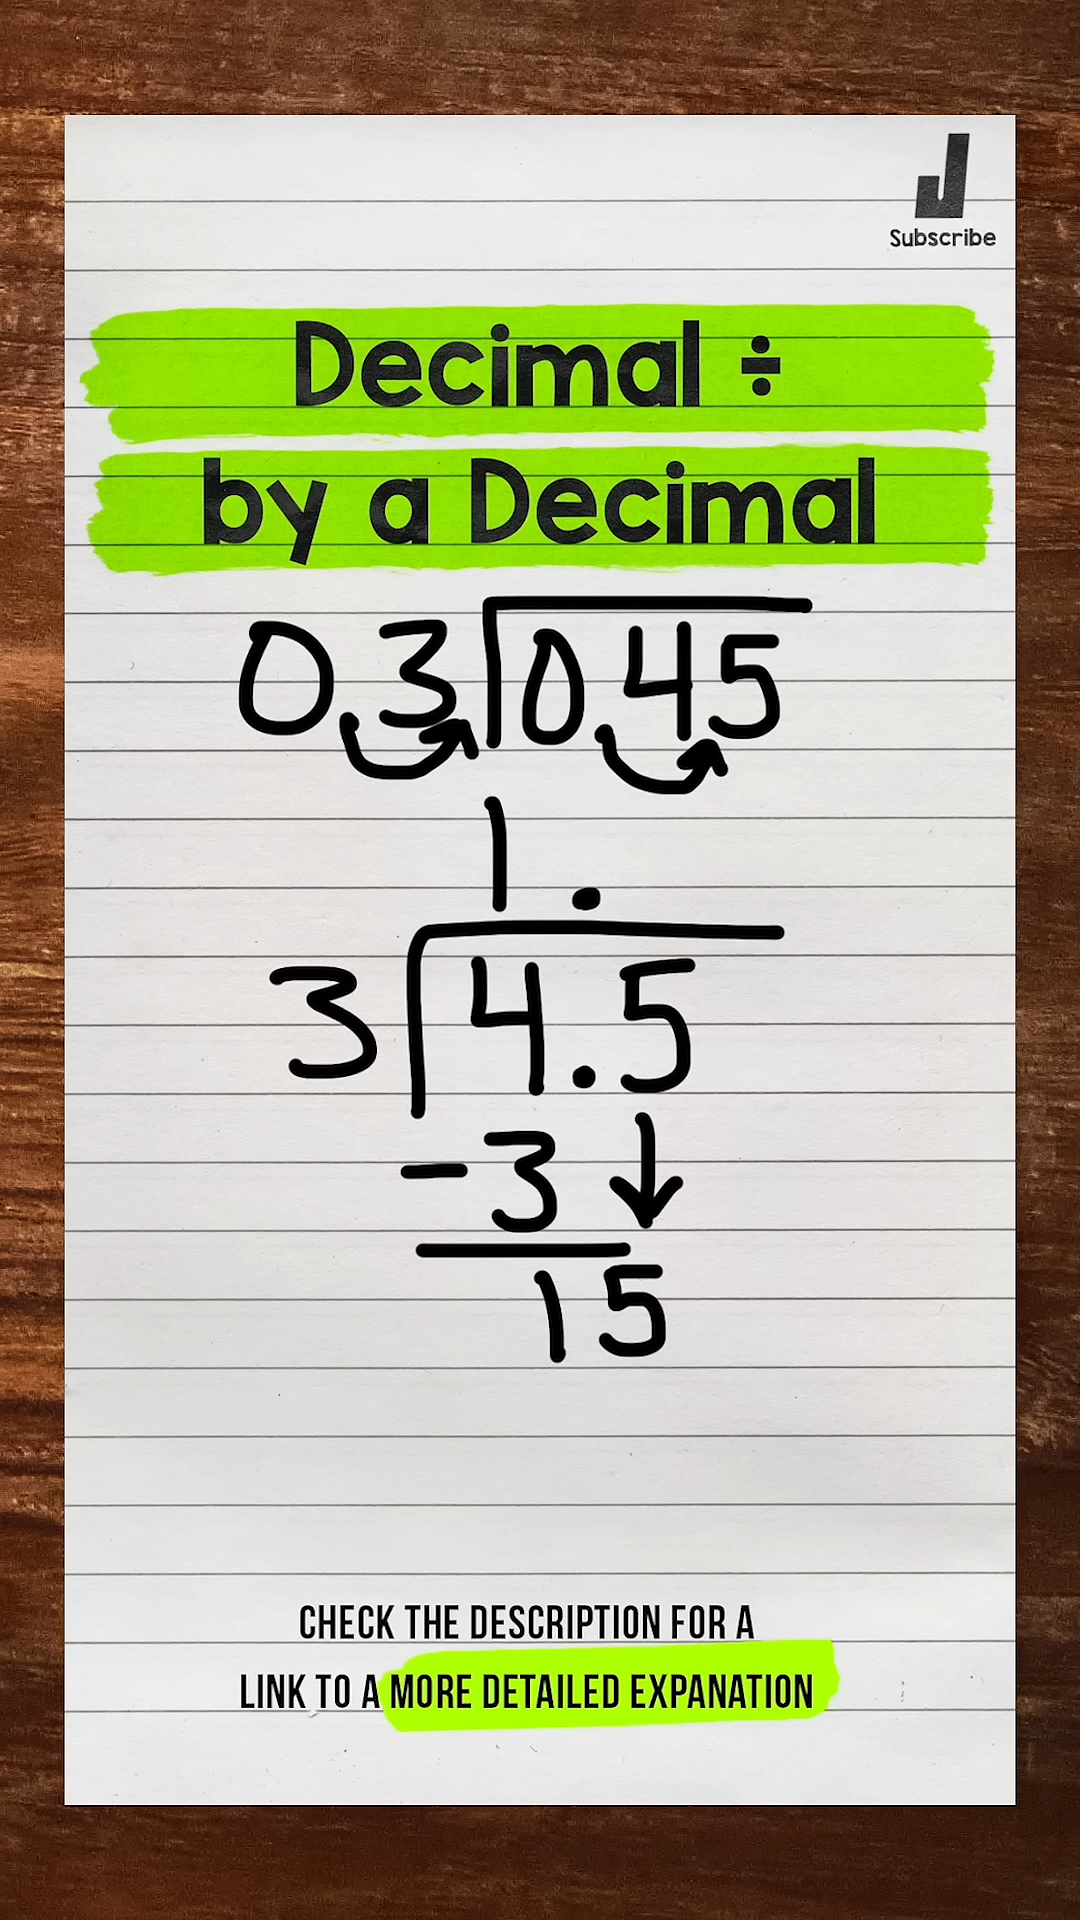 J
Subscribe
Decimal ÷
by a Decimal
0.3 0.45
1.
3 4.5
-3
15
CHECK THE DESCRIPTION FOR A
LINK TO A MORE DETAILED EXPANATION